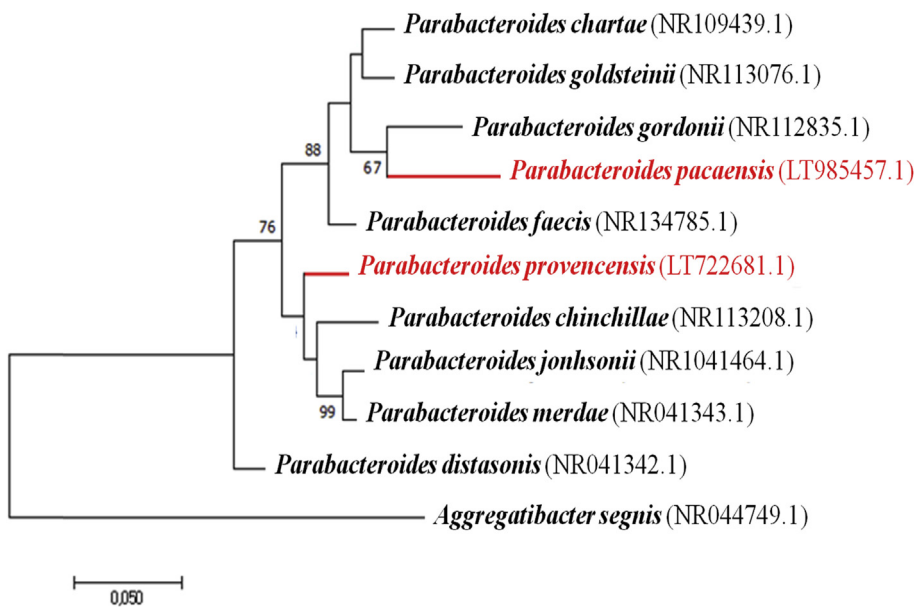 Parabacteroides chartae (NR109439.1)
Parabacteroides goldsteinii (NR113076.1)
88
Parabacteroides gordonii (NR112835.1)
67
Parabacteroides pacaensis (LT985457.1)
76
Parabacteroides faecis (NR134785.1)
Parabacteroides provencensis (LT722681.1)
Parabacteroides chinchillae (NR113208.1)
Parabacteroides jonhsonii (NR1041464.1)
99
Parabacteroides merdae (NR041343.1)
Parabacteroides distasonis (NR041342.1)
Aggregatibacter segnis (NR044749.1)
0,050